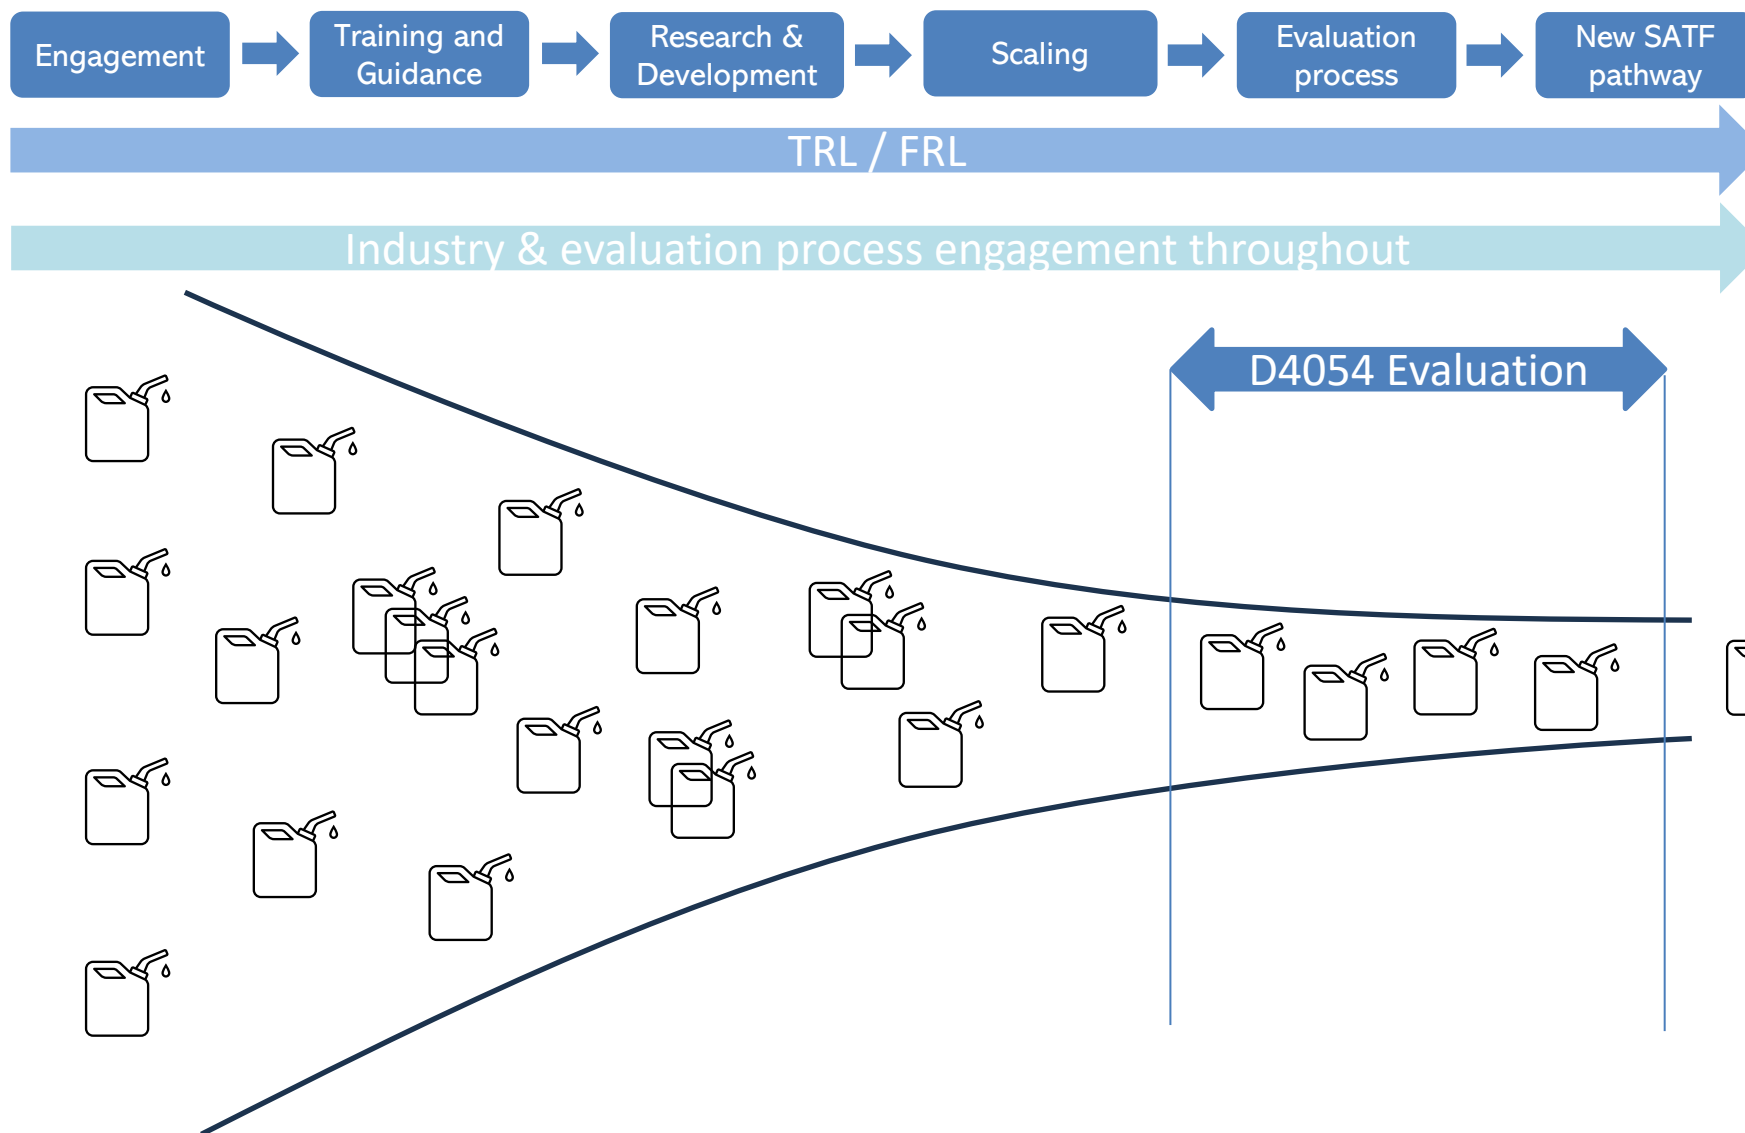 Engagement
Training and
Guidance
Research &
Development
Scaling
Evaluation
process
New SATF
pathway
TRL / FRL
Industry & evaluation process engagement throughout
D4054 Evaluation